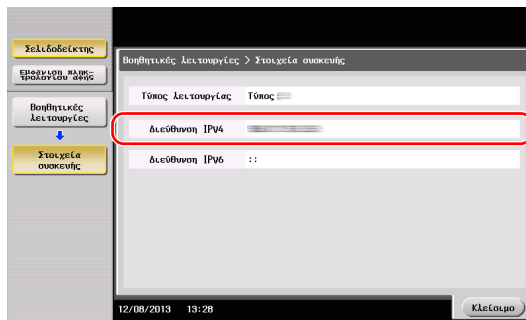 Σελιδοδείκτης
Εμφάνιση πληκ-
τρολογίου αφής
Βοηθητικές
λειτουργίες
Στοιχεία
συσκευής
Βοηθητικές λειτουργίες > Στοιχεία συσκευής
Τύπος λειτουργίας Τύπος
Διεύθυνση IPV4
Διεύθυνση IPV6 ::
12/08/2013 13:28
Κλείσιμο